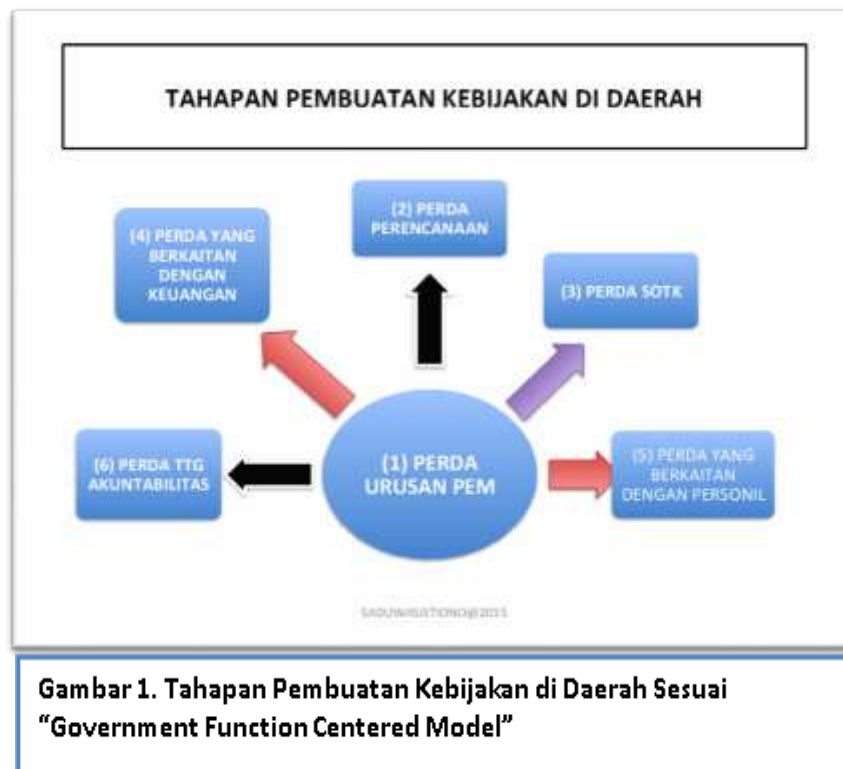 TAHAPAN PEMBUATAN KEBIJAKAN DI DAERAH
(2) PERDA
PERENCANAAN
(4) PERDA YANG
BERKAITAN
DENGAN
KEUANGAN
(3) PERDA SOTK
(6) PERDA TTG
AKUNTABILITAS
(1) PERDA
URUSAN PEM
(5) PERDA YANG
BERKAITAN
DENGAN PERSONIL
Gambar 1. Tahapan Pembuatan Kebijakan di Daerah Sesuai
“Government Function Centered Model”